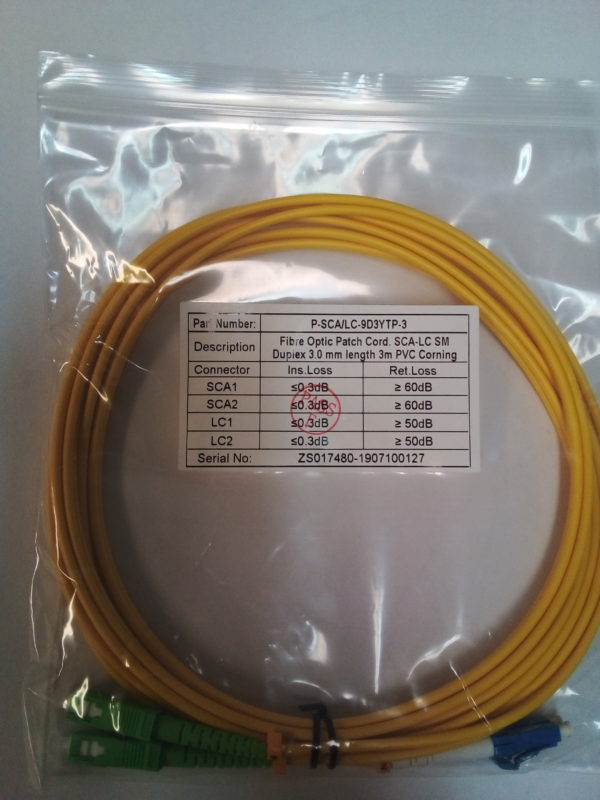 Part Number: P-SCA/LC-9D3YTP-3
Description Fibre Optic Patch Cord. SCA-LC SM
Duplex 3.0 mm length 3m PVC Corning
Connector Ins.Loss Ret.Loss
SCA1 ≤0.3dB ≥ 60dB
SCA2 ≤0.3dB ≥ 60dB
LC1 ≤0.3dB ≥ 50dB
LC2 ≤0.3dB ≥ 50dB
Serial No: ZS017480-1907100127